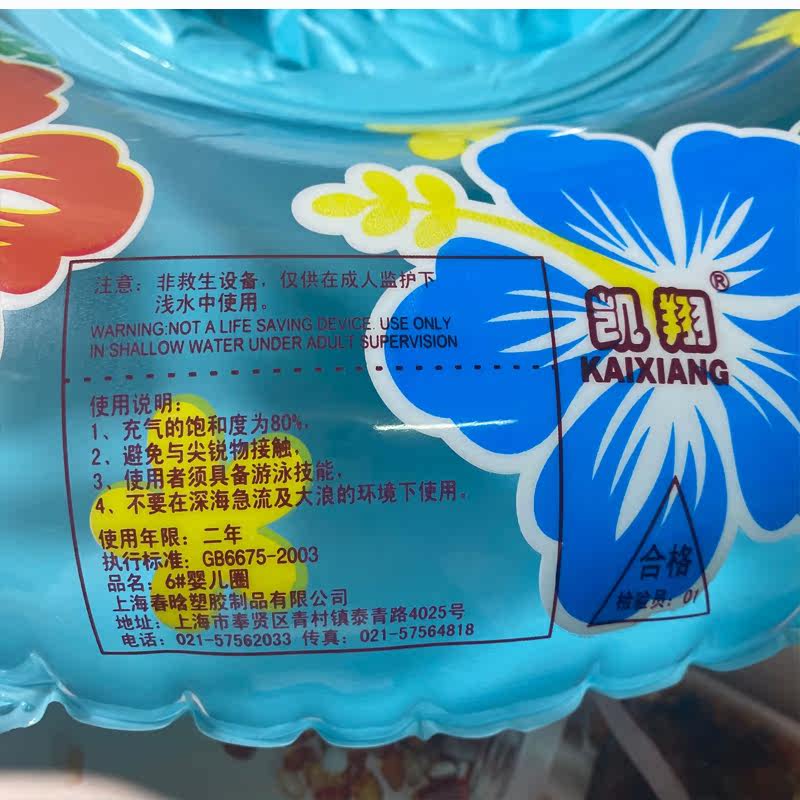 注意：非救生设备，仅供在成人监护下
浅水中使用。
WARNING:NOT A LIFE SAVING DEVICE. USE ONLY
IN SHALLOW WATER UNDER ADULT SUPERVISION
使用说明：
1、充气的饱和度为80%，
2、避免与尖锐物接触，
3、使用者须具备游泳技能，
4、不要在深海急流及大浪的环境下使用。
使用年限：二年
执行标准：GB6675-2003
品名：6#婴儿圈
上海春晗塑胶制品有限公司
地址：上海市奉贤区青村镇泰青路4025号
电话：021-57562033 传真：021-57564818
凯翔®
KAIXIANG
合格
检验员：01